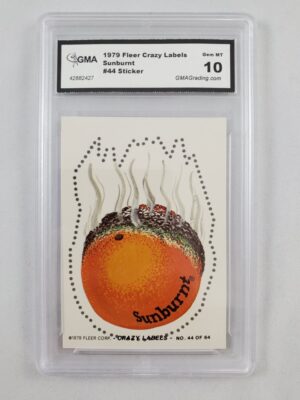 GMA
42882427
1979 Fleer Crazy Labels
Sunburnt
#44 Sticker
Gem MT
10
GMAGrading.com
Sunburnt®
©1979 FLEER CORP. - CRAZY LABELS - NO. 44 OF 64